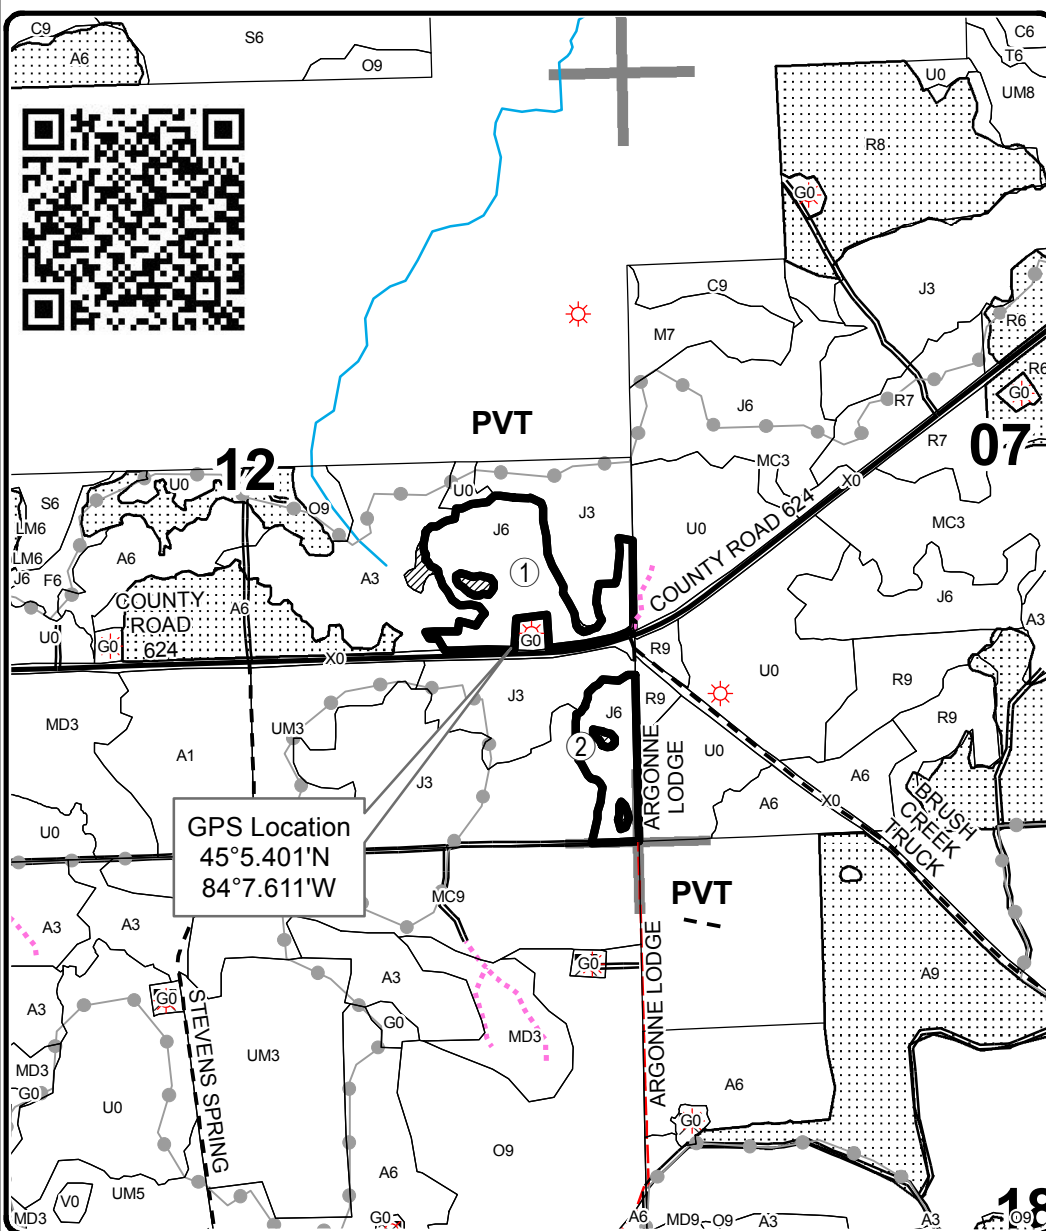 C9
S6
C6
A6
O9
T6
U0
UM8
R8
G0
C9
J3
M7
R6
R6
G0
R7
J6
PVT
07
R7
12
MC3
U0
U0
X0
S6
O9
J6
J3
U0
MC3
LM6
LM6
J6
F6
A6
A3
1
COUNTY ROAD 624
COUNTY
ROAD
624
A6
J6
A3
U0
G0
G0
X0
R9
U0
R9
J3
R9
J6
R9
MD3
UM3
2
A1
U0
J3
A6
ARGONNE
LODGE
A6
X0
BRUSH
CREEK
TRUCK
U0
GPS Location
45°5.401'N
84°7.611'W
MC9
PVT
A3
A3
G0
A9
A3
G0
A3
G0
MD3
ARGONNE LODGE
STEVENS SPRING
UM3
MD3
G0
U0
A6
G0
O9
A6
V0
UM5
MD3
G0
A6
MD9
O9
A3
A3
18
O9